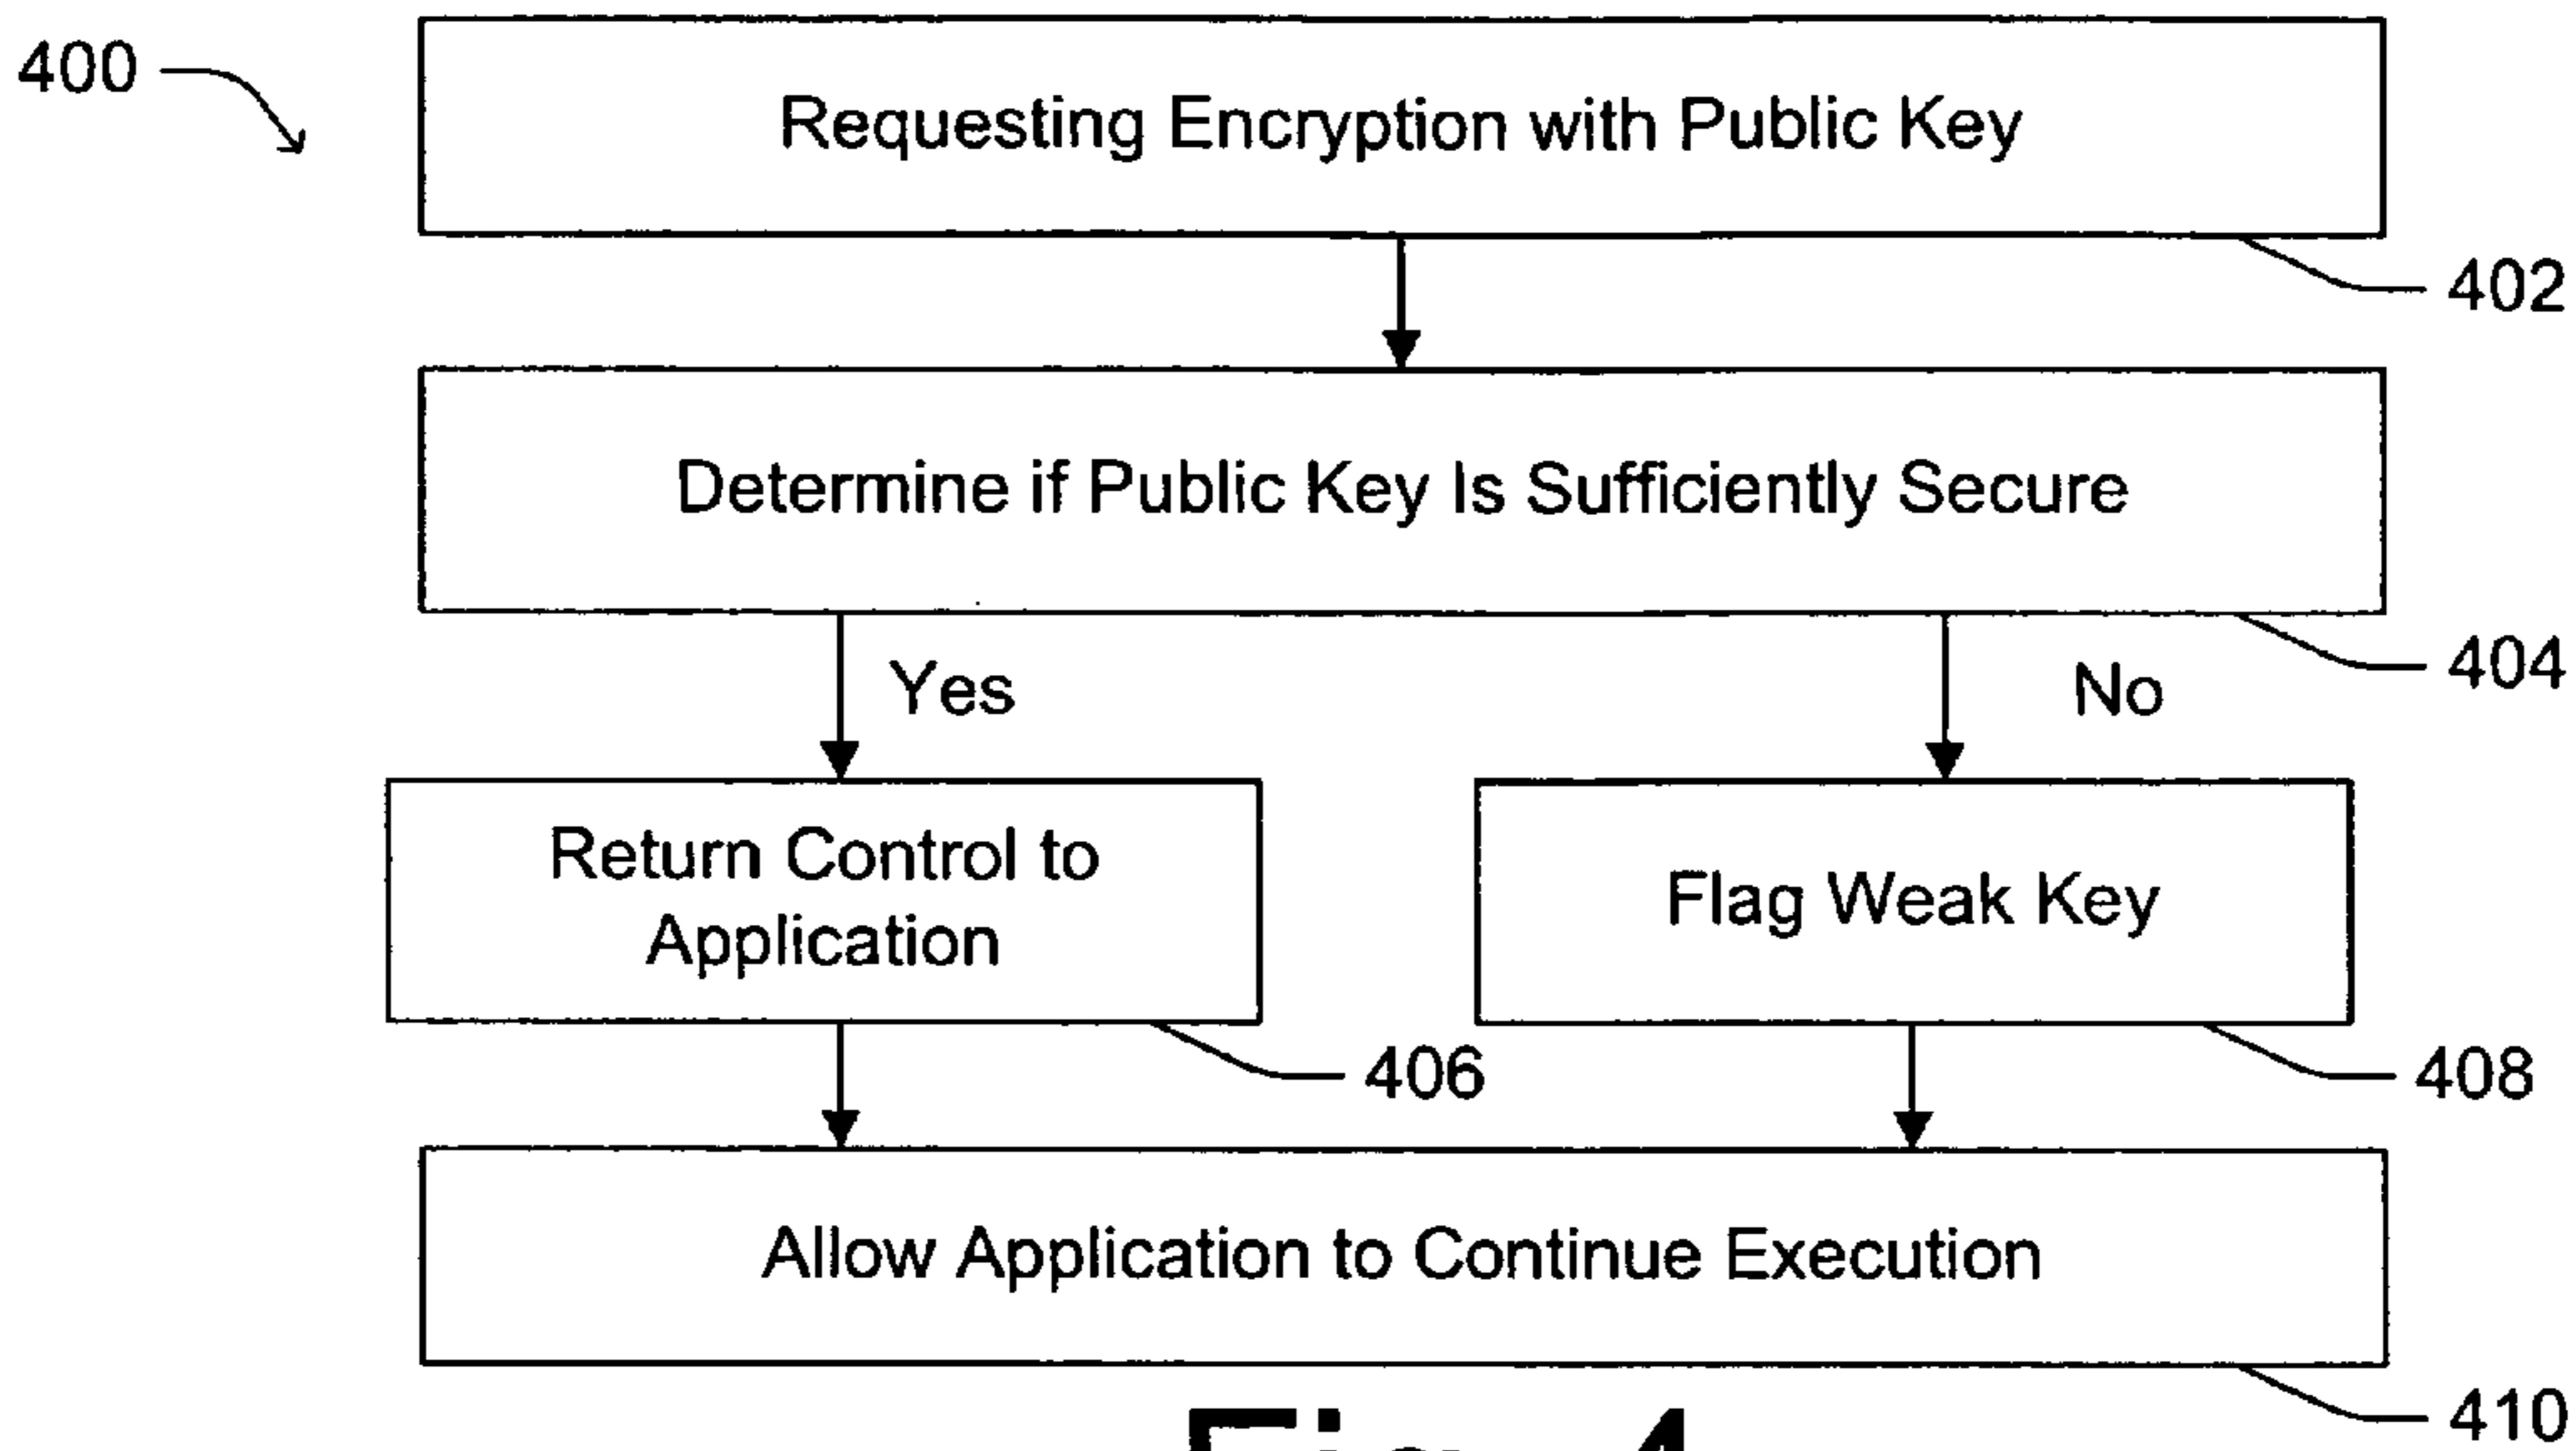 400
Requesting Encryption with Public Key
402
Determine if Public Key Is Sufficiently Secure
404
Yes
No
Return Control to
Application
406
Flag Weak Key
408
Allow Application to Continue Execution
410